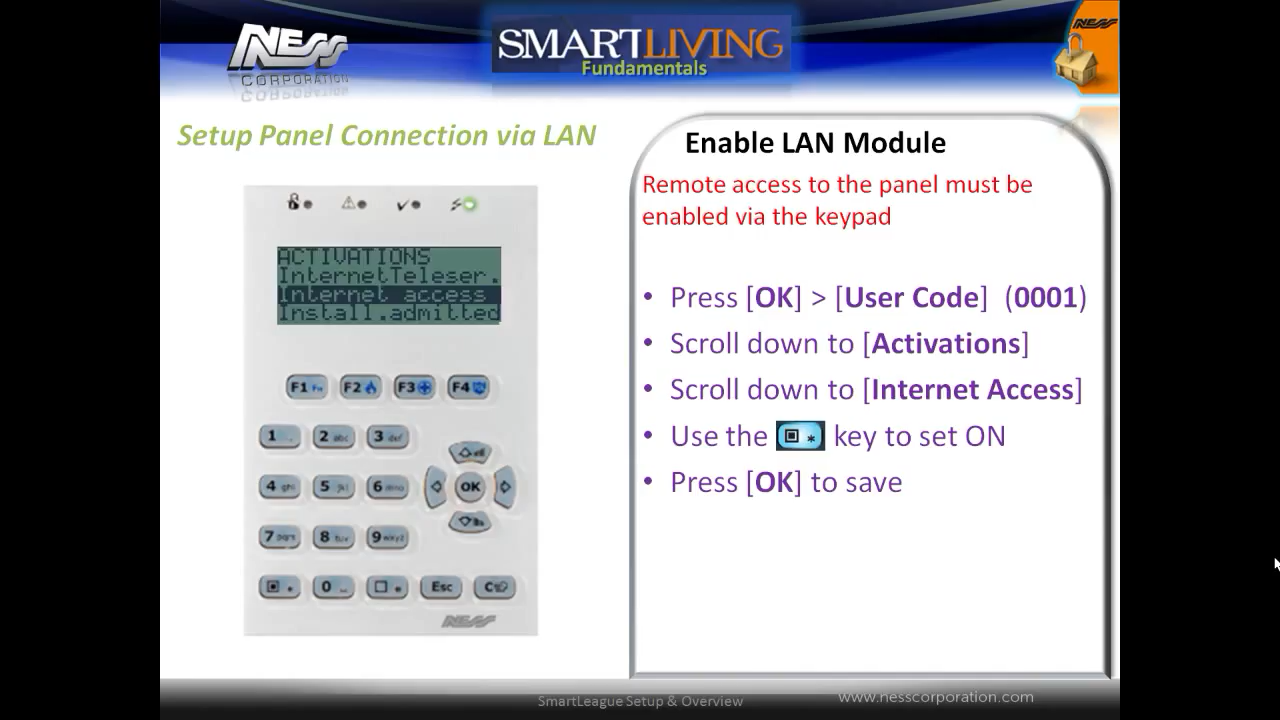 NESS
CORPORATION
SMARTLIVING
Fundamentals
NESS
Setup Panel Connection via LAN
ACTIVATIONS
InternetTeleser.
Internet access
Install.admitted
F1 Fn F2 F3 F4
1 2 abc 3 def
4 ghi 5 jkl 6 mno OK
7 pqrs 8 tuv 9 wxyz
0 Esc C
NESS
Enable LAN Module
Remote access to the panel must be
enabled via the keypad
• Press [OK] > [User Code] (0001)
• Scroll down to [Activations]
• Scroll down to [Internet Access]
• Use the * key to set ON
• Press [OK] to save
SmartLeague Setup & Overview
www.nesscorporation.com